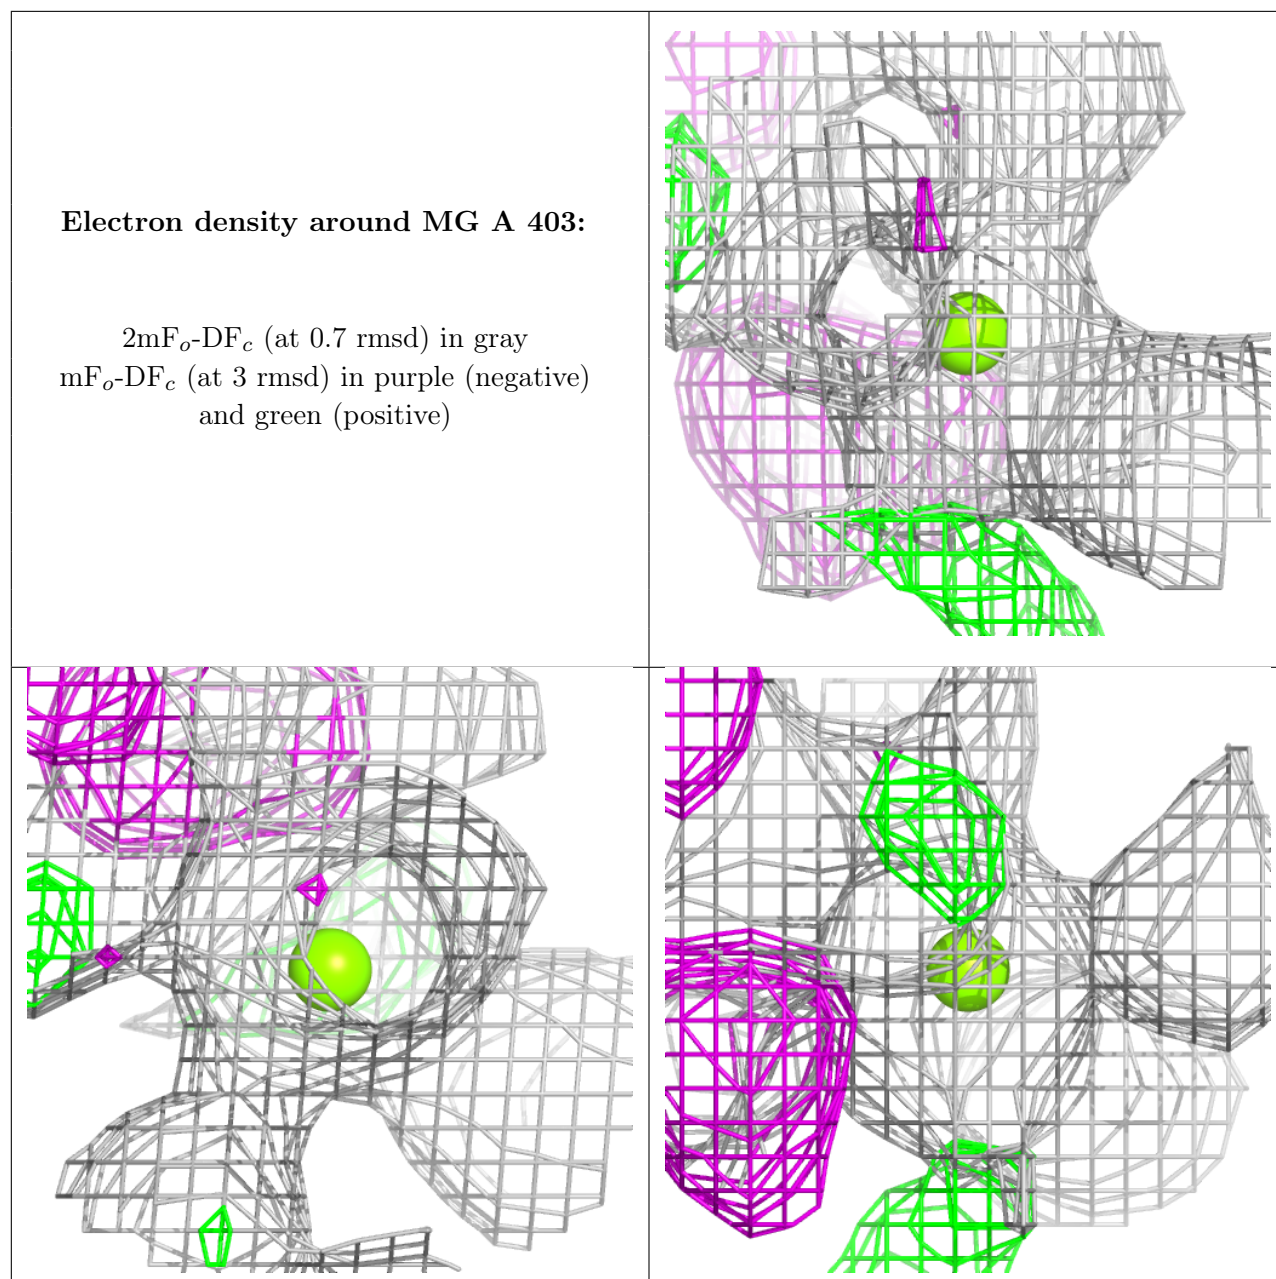 Electron density around MG A 403:
2mFo-DFc (at 0.7 rmsd) in gray
mFo-DFc (at 3 rmsd) in purple (negative)
and green (positive)